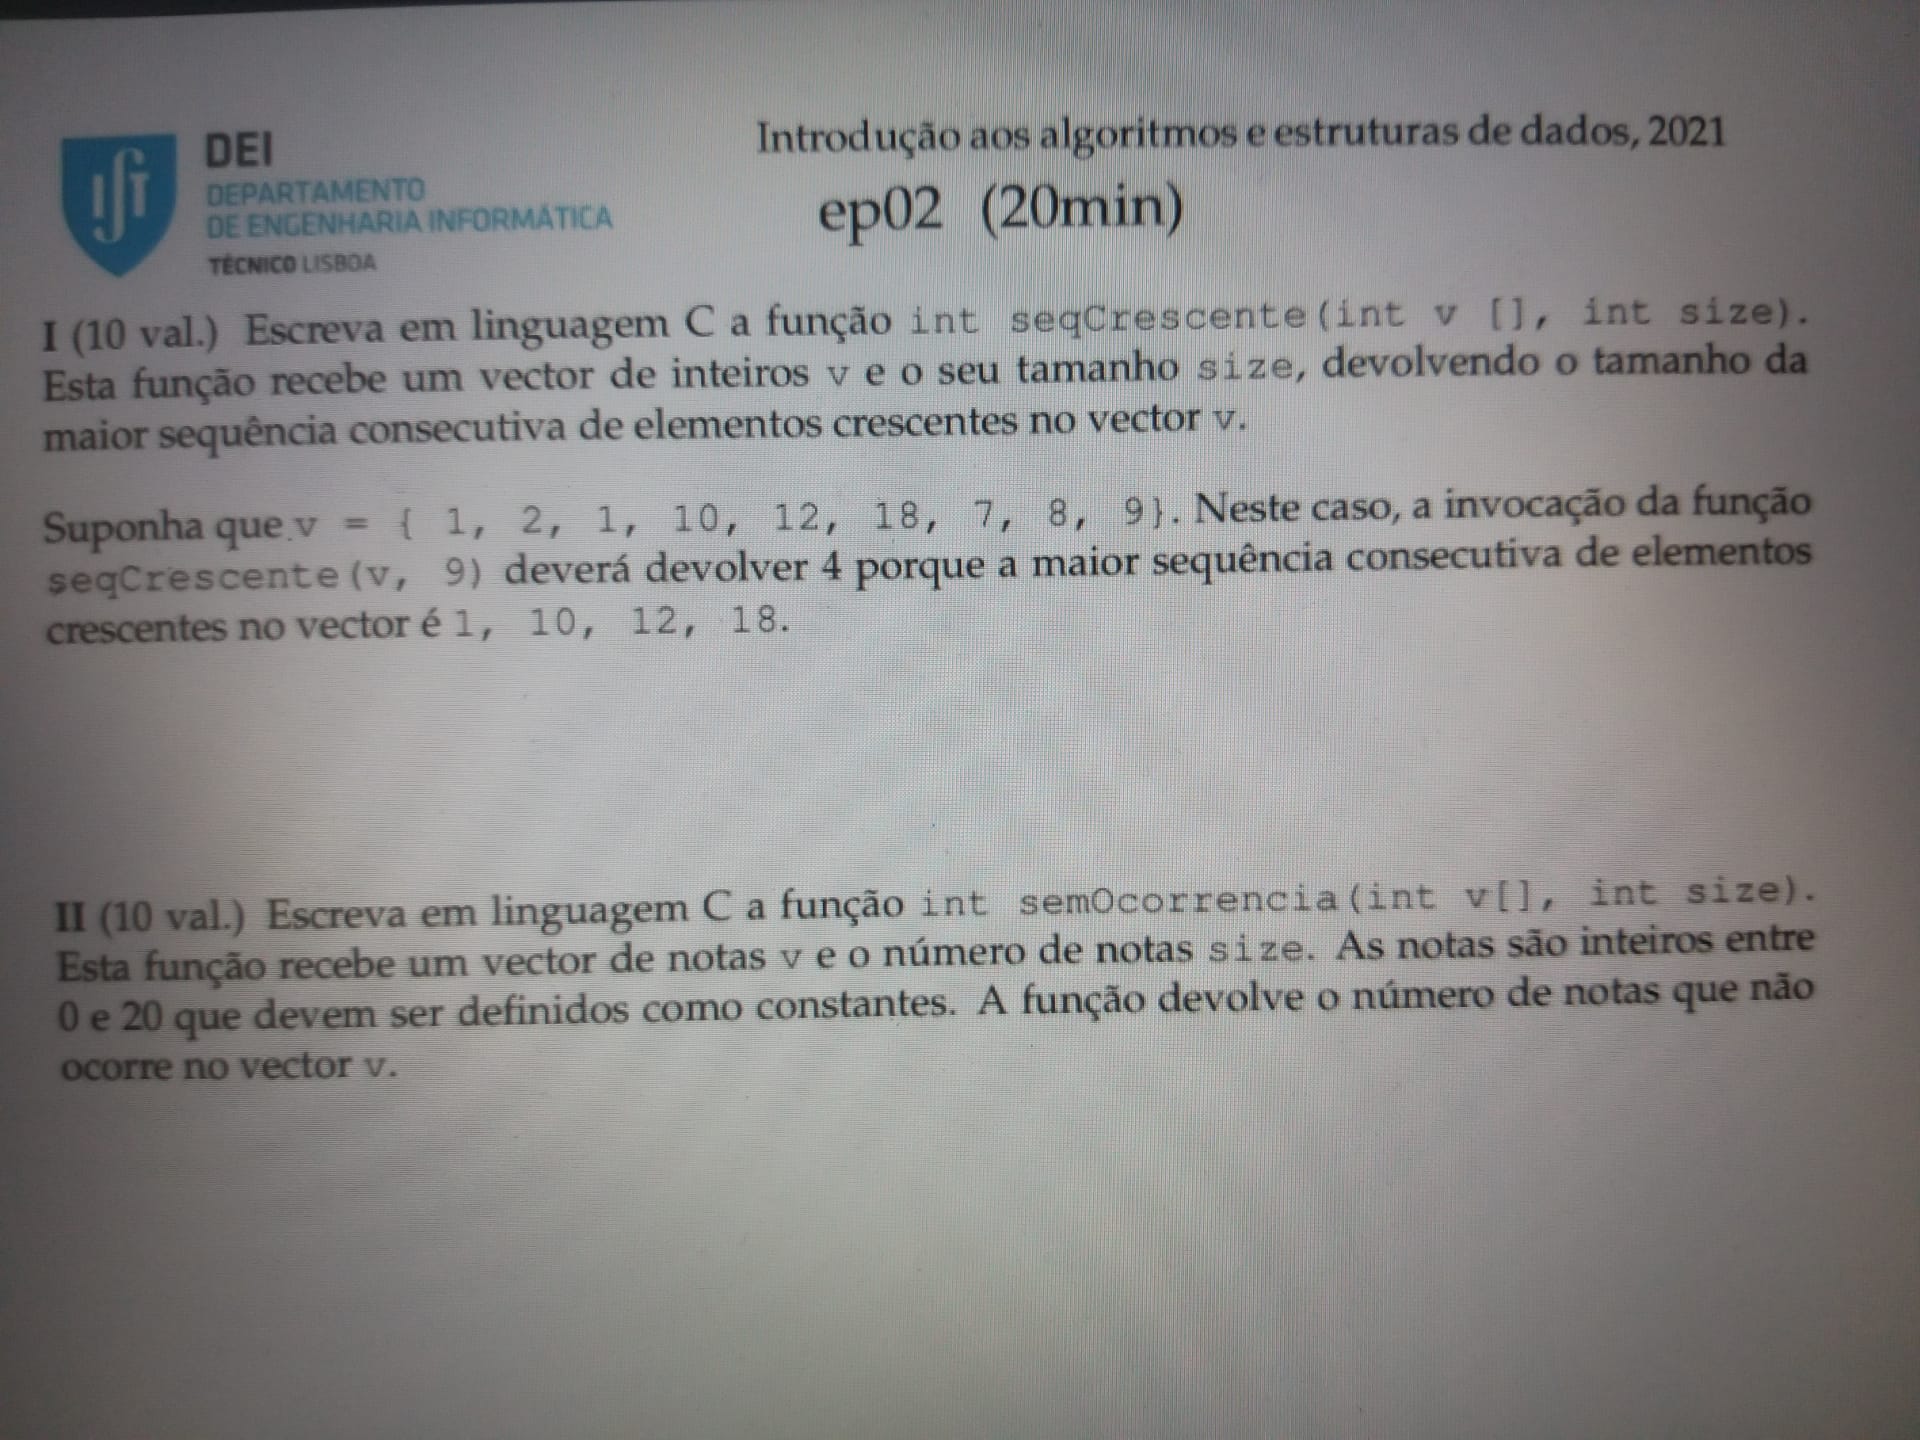 DEI
DEPARTAMENTO
DE ENGENHARIA INFORMÁTICA
TÉCNICO LISBOA
Introdução aos algoritmos e estruturas de dados, 2021
ep02 (20min)
I (10 val.) Escreva em linguagem C a função int seqCrescente(int v [], int size).
Esta função recebe um vector de inteiros v e o seu tamanho size, devolvendo o tamanho da
maior sequência consecutiva de elementos crescentes no vector v.
Suponha que v = { 1, 2, 1, 10, 12, 18, 7, 8, 9}. Neste caso, a invocação da função
seqCrescente(v, 9) deverá devolver 4 porque a maior sequência consecutiva de elementos
crescentes no vector é 1, 10, 12, 18.
II (10 val.) Escreva em linguagem C a função int semOcorrencia(int v[], int size).
Esta função recebe um vector de notas v e o número de notas size. As notas são inteiros entre
0 e 20 que devem ser definidos como constantes. A função devolve o número de notas que não
ocorre no vector v.